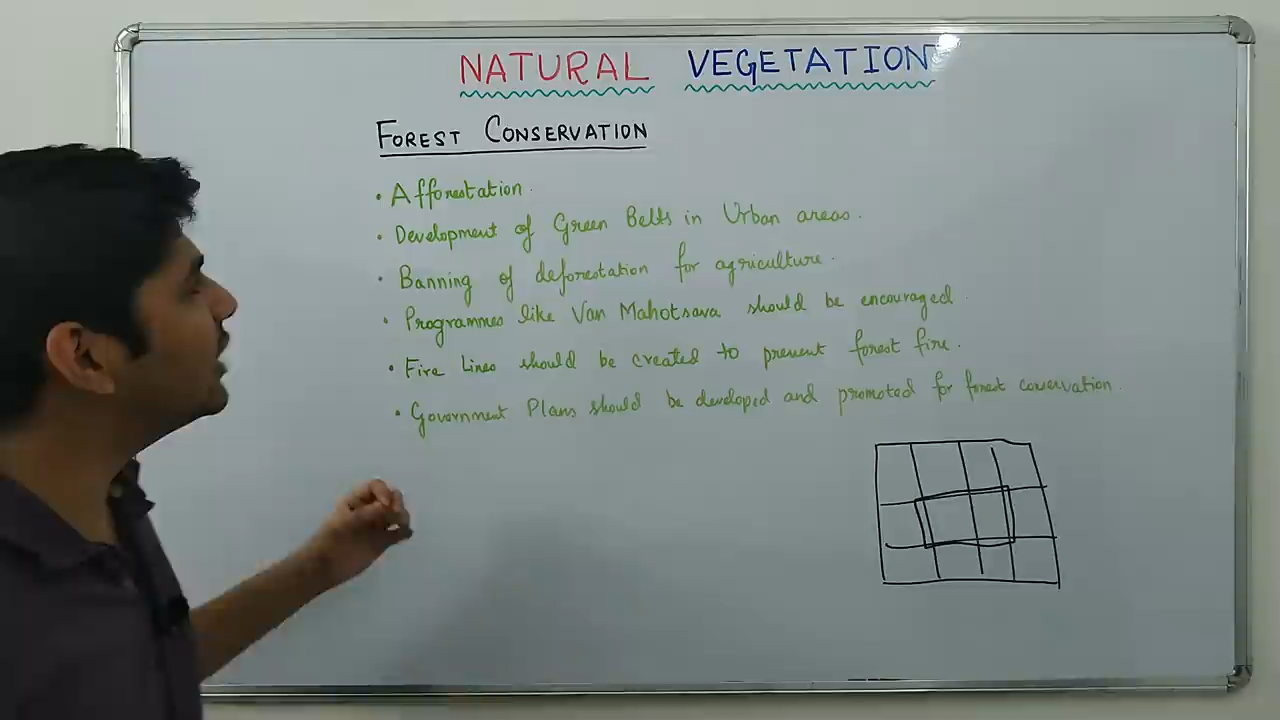 NATURAL VEGETATION
FOREST CONSERVATION
• Afforestation.
• Development of Green Belts in Urban areas.
• Banning of deforestation for agriculture.
• Programmes like Van Mahotsava should be encouraged.
• Fire Lines should be created to prevent forest fire.
• Government Plans should be developed and promoted for forest conservation.